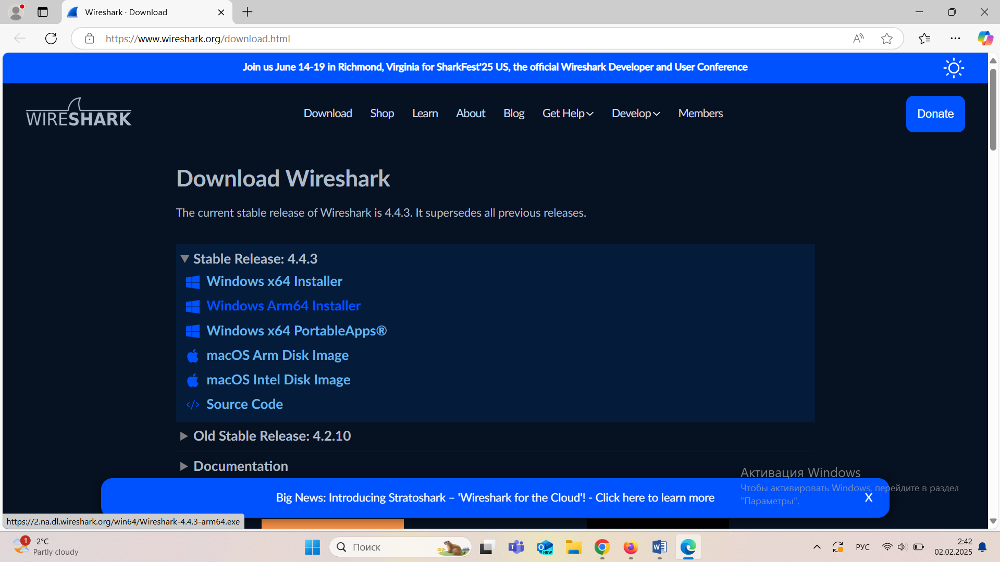 Wireshark · Download
https://www.wireshark.org/download.html
Join us June 14-19 in Richmond, Virginia for SharkFest'25 US, the official Wireshark Developer and User Conference
WIRESHARK
Download
Shop
Learn
About
Blog
Get Help
Develop
Members
Donate
Download Wireshark
The current stable release of Wireshark is 4.4.3. It supersedes all previous releases.
Stable Release: 4.4.3
Windows x64 Installer
Windows Arm64 Installer
Windows x64 PortableApps®
macOS Arm Disk Image
macOS Intel Disk Image
</> Source Code
Old Stable Release: 4.2.10
Documentation
Активация Windows
Чтобы активировать Windows, перейдите в раздел
"Параметры".
Big News: Introducing Stratoshark – 'Wireshark for the Cloud'! - Click here to learn more
X
https://2.na.dl.wireshark.org/win64/Wireshark-4.4.3-arm64.exe
1
-2°C
Partly cloudy
Поиск
NEW
РУС
2:42
02.02.2025